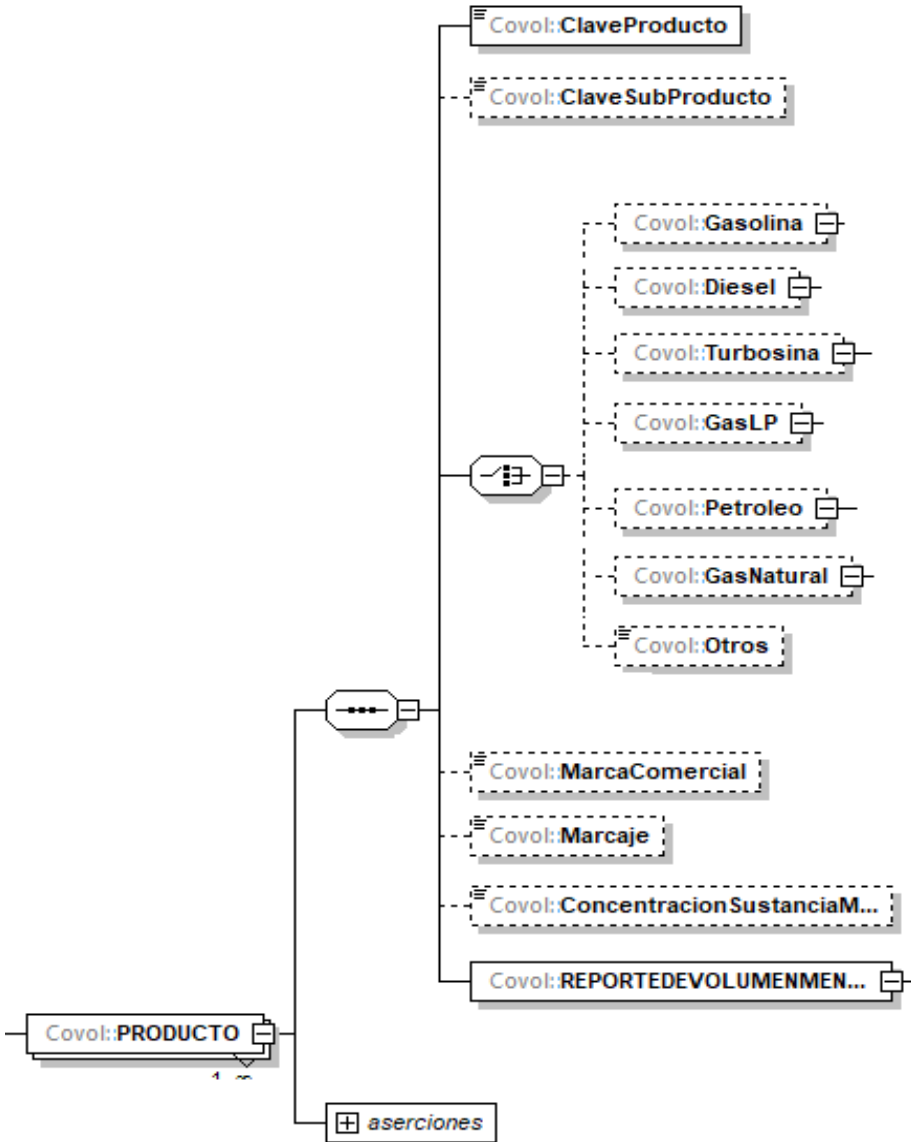 Covol::ClaveProducto
Covol::ClaveSubProducto
Covol::Gasolina
Covol::Diesel
Covol::Turbosina
Covol::GasLP
Covol::Petroleo
Covol::GasNatural
Covol::Otros
Covol::MarcaComercial
Covol::Marcaje
Covol::ConcentracionSustanciaM...
Covol::REPORTEDEVOLUMENMEN...
Covol::PRODUCTO
aserciones